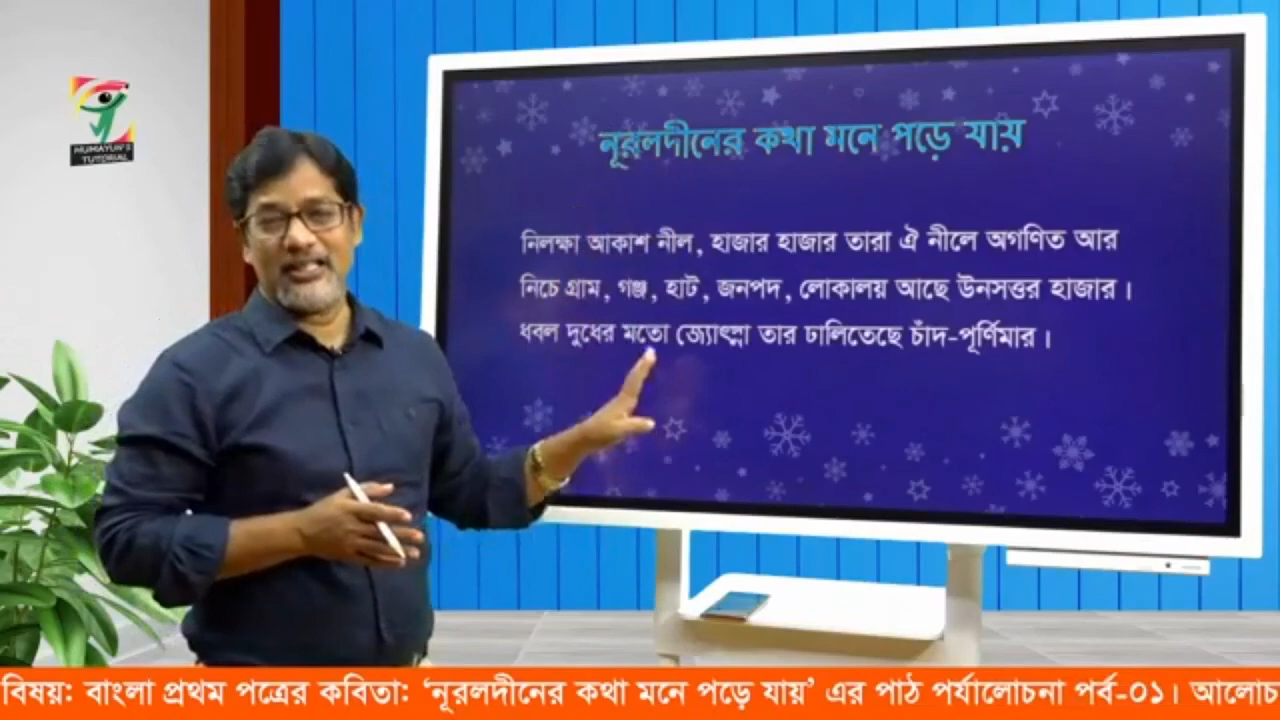 HUMAYUN'S
TUTORIAL
নূরলদীনের কথা মনে পড়ে যায়
নিলক্ষা আকাশ নীল, হাজার হাজার তারা ঐ নীলে অগণিত আর
নিচে গ্রাম, গঞ্জ, হাট, জনপদ, লোকালয় আছে উনসত্তর হাজার।
ধবল দুধের মতো জ্যোৎস্না তার ঢালিতেছে চাঁদ-পূর্ণিমার।
বিষয়: বাংলা প্রথম পত্রের কবিতা: ‘নূরলদীনের কথা মনে পড়ে যায়’ এর পাঠ পর্যালোচনা পর্ব-০১। আলোচ